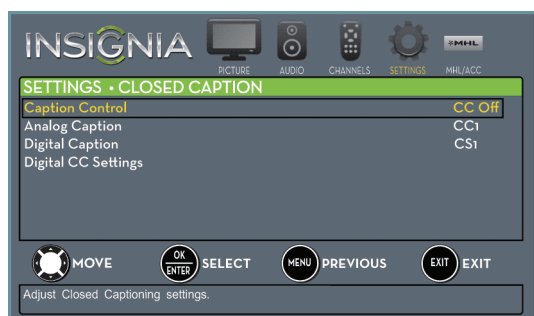 INSIGNIA
PICTURE AUDIO CHANNELS SETTINGS MHL MHL/ACC
SETTINGS • CLOSED CAPTION
Caption Control CC Off
Analog Caption CC1
Digital Caption CS1
Digital CC Settings
MOVE OK ENTER SELECT MENU PREVIOUS EXIT EXIT
Adjust Closed Captioning settings.